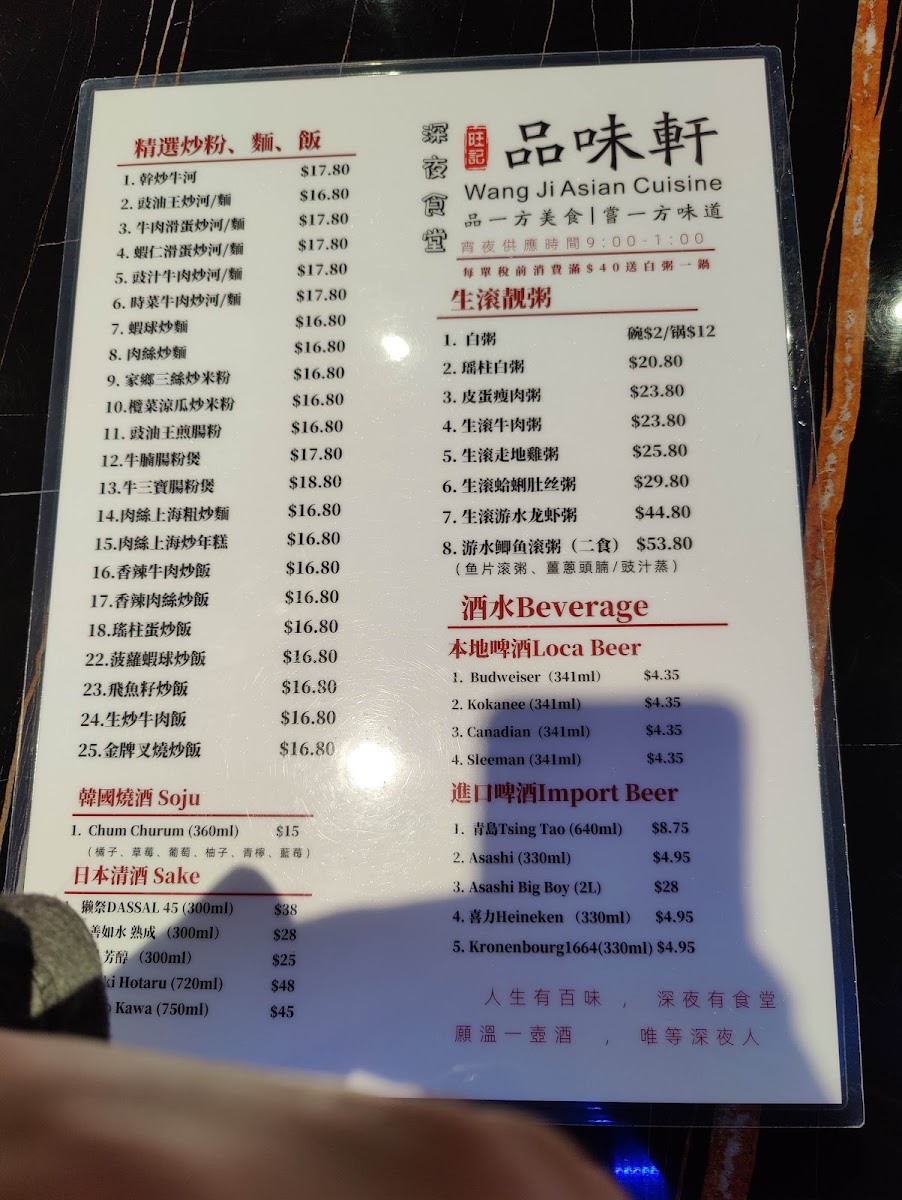 精選炒粉、麵、飯
1. 幹炒牛河 $17.80
2. 豉油王炒河/麵 $16.80
3. 牛肉滑蛋炒河/麵 $17.80
4. 蝦仁滑蛋炒河/麵 $17.80
5. 豉汁牛肉炒河/麵 $17.80
6. 時菜牛肉炒河/麵 $17.80
7. 蝦球炒麵 $16.80
8. 肉絲炒麵 $16.80
9. 家鄉三絲炒米粉 $16.80
10.欖菜涼瓜炒米粉 $16.80
11. 豉油王煎腸粉 $16.80
12.牛腩腸粉煲 $17.80
13.牛三寶腸粉煲 $18.80
14.肉絲上海粗炒麵 $16.80
15.肉絲上海炒年糕 $16.80
16.香辣牛肉炒飯 $16.80
17.香辣肉絲炒飯 $16.80
18.瑤柱蛋炒飯 $16.80
22.菠蘿蝦球炒飯 $16.80
23.飛魚籽炒飯 $16.80
24.生炒牛肉飯 $16.80
25.金牌叉燒炒飯 $16.80
韓國燒酒 Soju
1. Chum Churum (360ml) $15
（橘子、草莓、葡萄、柚子、青檸、藍莓）
日本清酒 Sake
獺祭DASSAL 45 (300ml) $38
善如水 熟成 （300ml） $28
芳醇 （300ml） $25
ki Hotaru (720ml) $48
Kawa (750ml) $45
深夜食堂
旺記
品味軒
Wang Ji Asian Cuisine
品一方美食|嘗一方味道
宵夜供應時間9:00-1:00
每單稅前消費滿$40送白粥一鍋
生滚靓粥
1. 白粥 碗$2/锅$12
2. 瑶柱白粥 $20.80
3. 皮蛋瘦肉粥 $23.80
4. 生滚牛肉粥 $23.80
5. 生滚走地雞粥 $25.80
6. 生滚蛤蜊肚丝粥 $29.80
7. 生滚游水龙虾粥 $44.80
8. 游水鲫鱼滚粥（二食） $53.80
（鱼片滚粥、薑蔥頭腩/豉汁蒸）
酒水Beverage
本地啤酒Loca Beer
1. Budweiser（341ml） $4.35
2. Kokanee (341ml) $4.35
3. Canadian（341ml） $4.35
4. Sleeman (341ml) $4.35
進口啤酒Import Beer
1. 青島Tsing Tao (640ml) $8.75
2. Asashi (330ml) $4.95
3. Asashi Big Boy (2L) $28
4. 喜力Heineken （330ml） $4.95
5. Kronenbourg1664(330ml) $4.95
人生有百味 ， 深夜有食堂
願溫一壺酒 ， 唯等深夜人